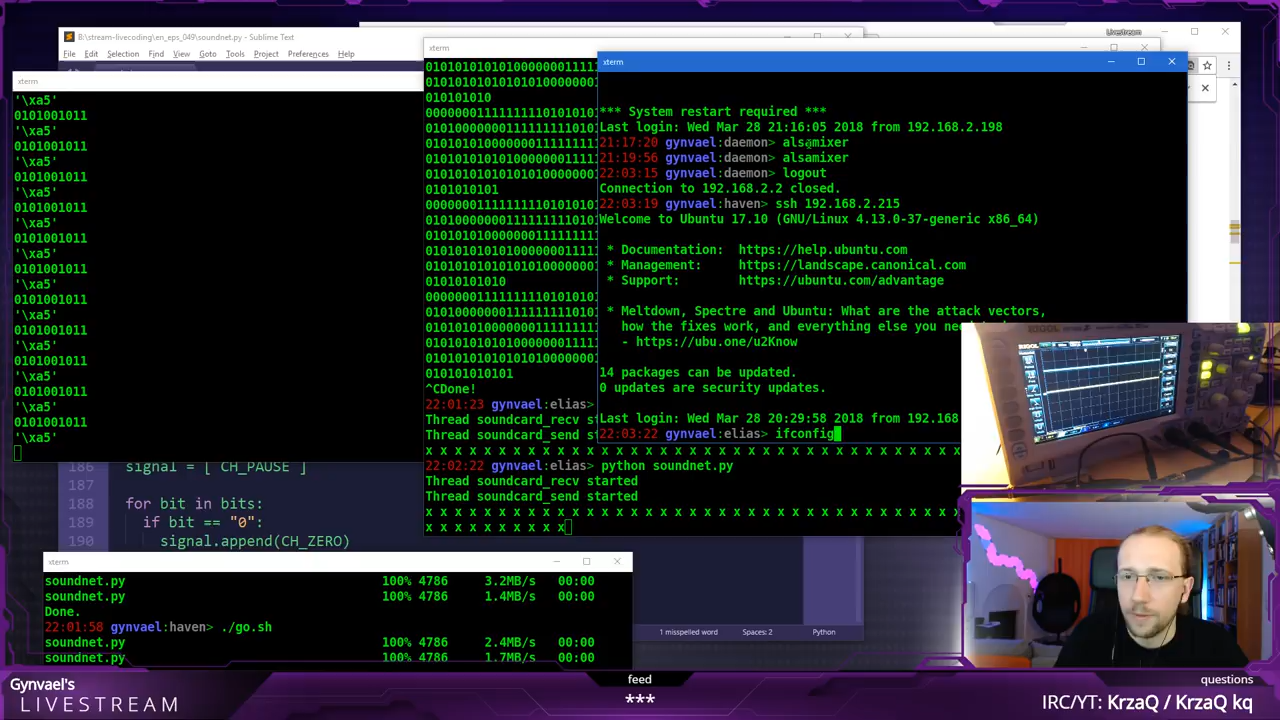 B:\stream-livecoding\en_eps_049\soundnet.py - Sublime Text
File Edit Selection Find View Goto Tools Project Preferences Help
Livestream
xterm
'\xa5'
0101001011
'\xa5'
0101001011
'\xa5'
0101001011
'\xa5'
0101001011
'\xa5'
0101001011
'\xa5'
0101001011
'\xa5'
0101001011
'\xa5'
0101001011
'\xa5'
0101001011
'\xa5'
0101001011
'\xa5'
0101001011
'\xa5'
xterm
010101010
0101010101
01010101010
010101010101
^CDone!
22:01:23 gynvael:elias>
Thread soundcard_recv st
Thread soundcard_send st
x x x x x x x x x x x x x x x x x x x x x x x x x x x x x x x x x x x x x
22:02:22 gynvael:elias> python soundnet.py
Thread soundcard_recv started
Thread soundcard_send started
x x x x x x x x x x x x x x x x x x x x x x x x x x x x x x x x x x x x x
x x x x x x x x x x
xterm
*** System restart required ***
Last login: Wed Mar 28 21:16:05 2018 from 192.168.2.198
21:17:20 gynvael:daemon> alsamixer
21:19:56 gynvael:daemon> alsamixer
22:03:15 gynvael:daemon> logout
Connection to 192.168.2.2 closed.
22:03:19 gynvael:haven> ssh 192.168.2.215
Welcome to Ubuntu 17.10 (GNU/Linux 4.13.0-37-generic x86_64)
* Documentation: https://help.ubuntu.com
* Management: https://landscape.canonical.com
* Support: https://ubuntu.com/advantage
* Meltdown, Spectre and Ubuntu: What are the attack vectors,
how the fixes work, and everything else you need
- https://ubu.one/u2Know
14 packages can be updated.
0 updates are security updates.
Last login: Wed Mar 28 20:29:58 2018 from 192.168
22:03:22 gynvael:elias> ifconfig
186 signal = [ CH_PAUSE ]
187
188 for bit in bits:
189 if bit == "0":
190 signal.append(CH_ZERO)
1 misspelled word Spaces: 2 Python
xterm
soundnet.py 100% 4786 3.2MB/s 00:00
soundnet.py 100% 4786 1.4MB/s 00:00
Done.
22:01:58 gynvael:haven> ./go.sh
soundnet.py 100% 4786 2.4MB/s 00:00
soundnet.py 100% 4786 1.7MB/s 00:00
RIGOL
Gynvael's
LIVESTREAM
feed
***
questions
IRC/YT: KrzaQ / KrzaQ kq